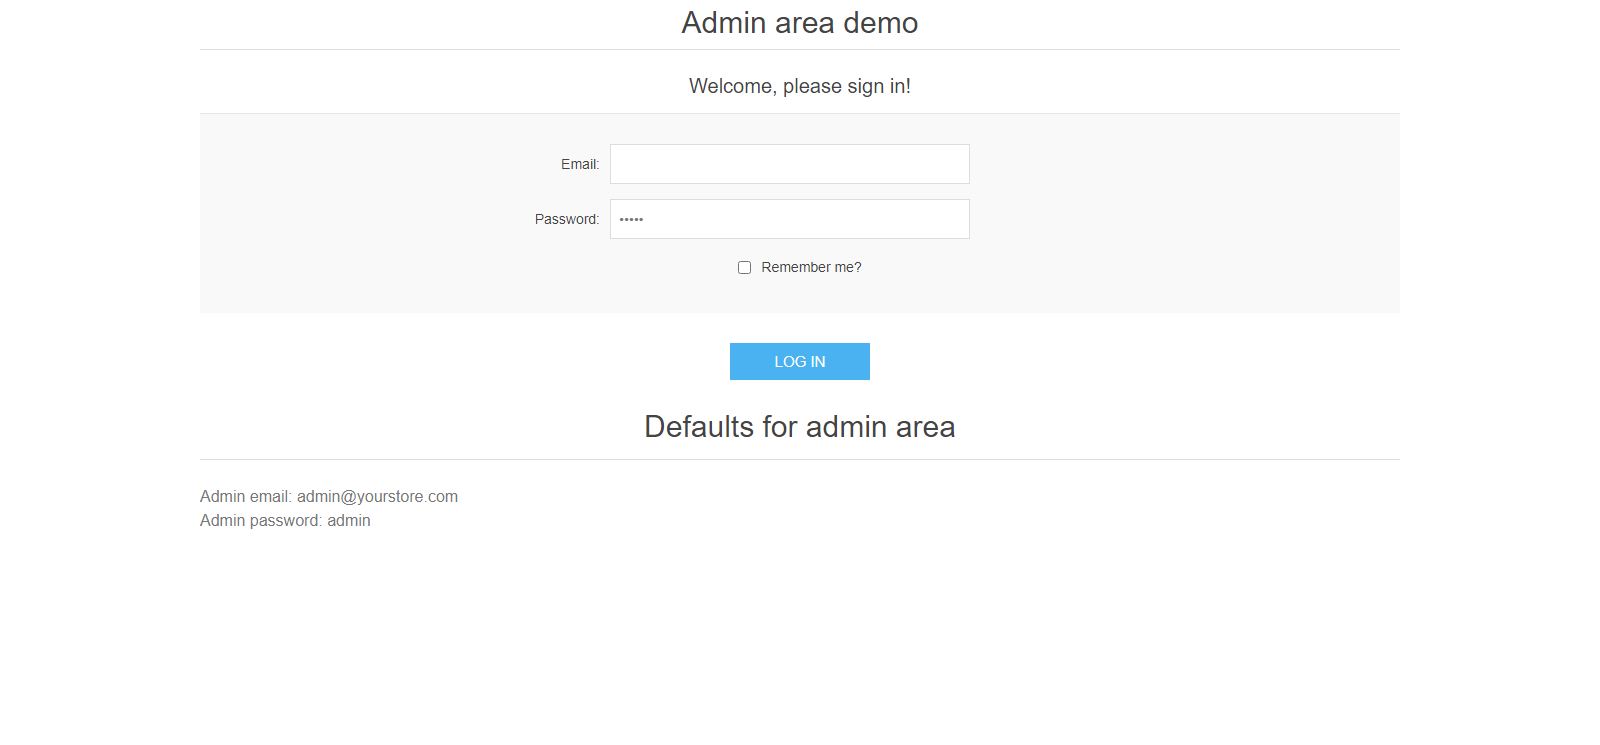 Admin area demo
Welcome, please sign in!
Email:
Password: •••••
Remember me?
LOG IN
Defaults for admin area
Admin email: admin@yourstore.com
Admin password: admin